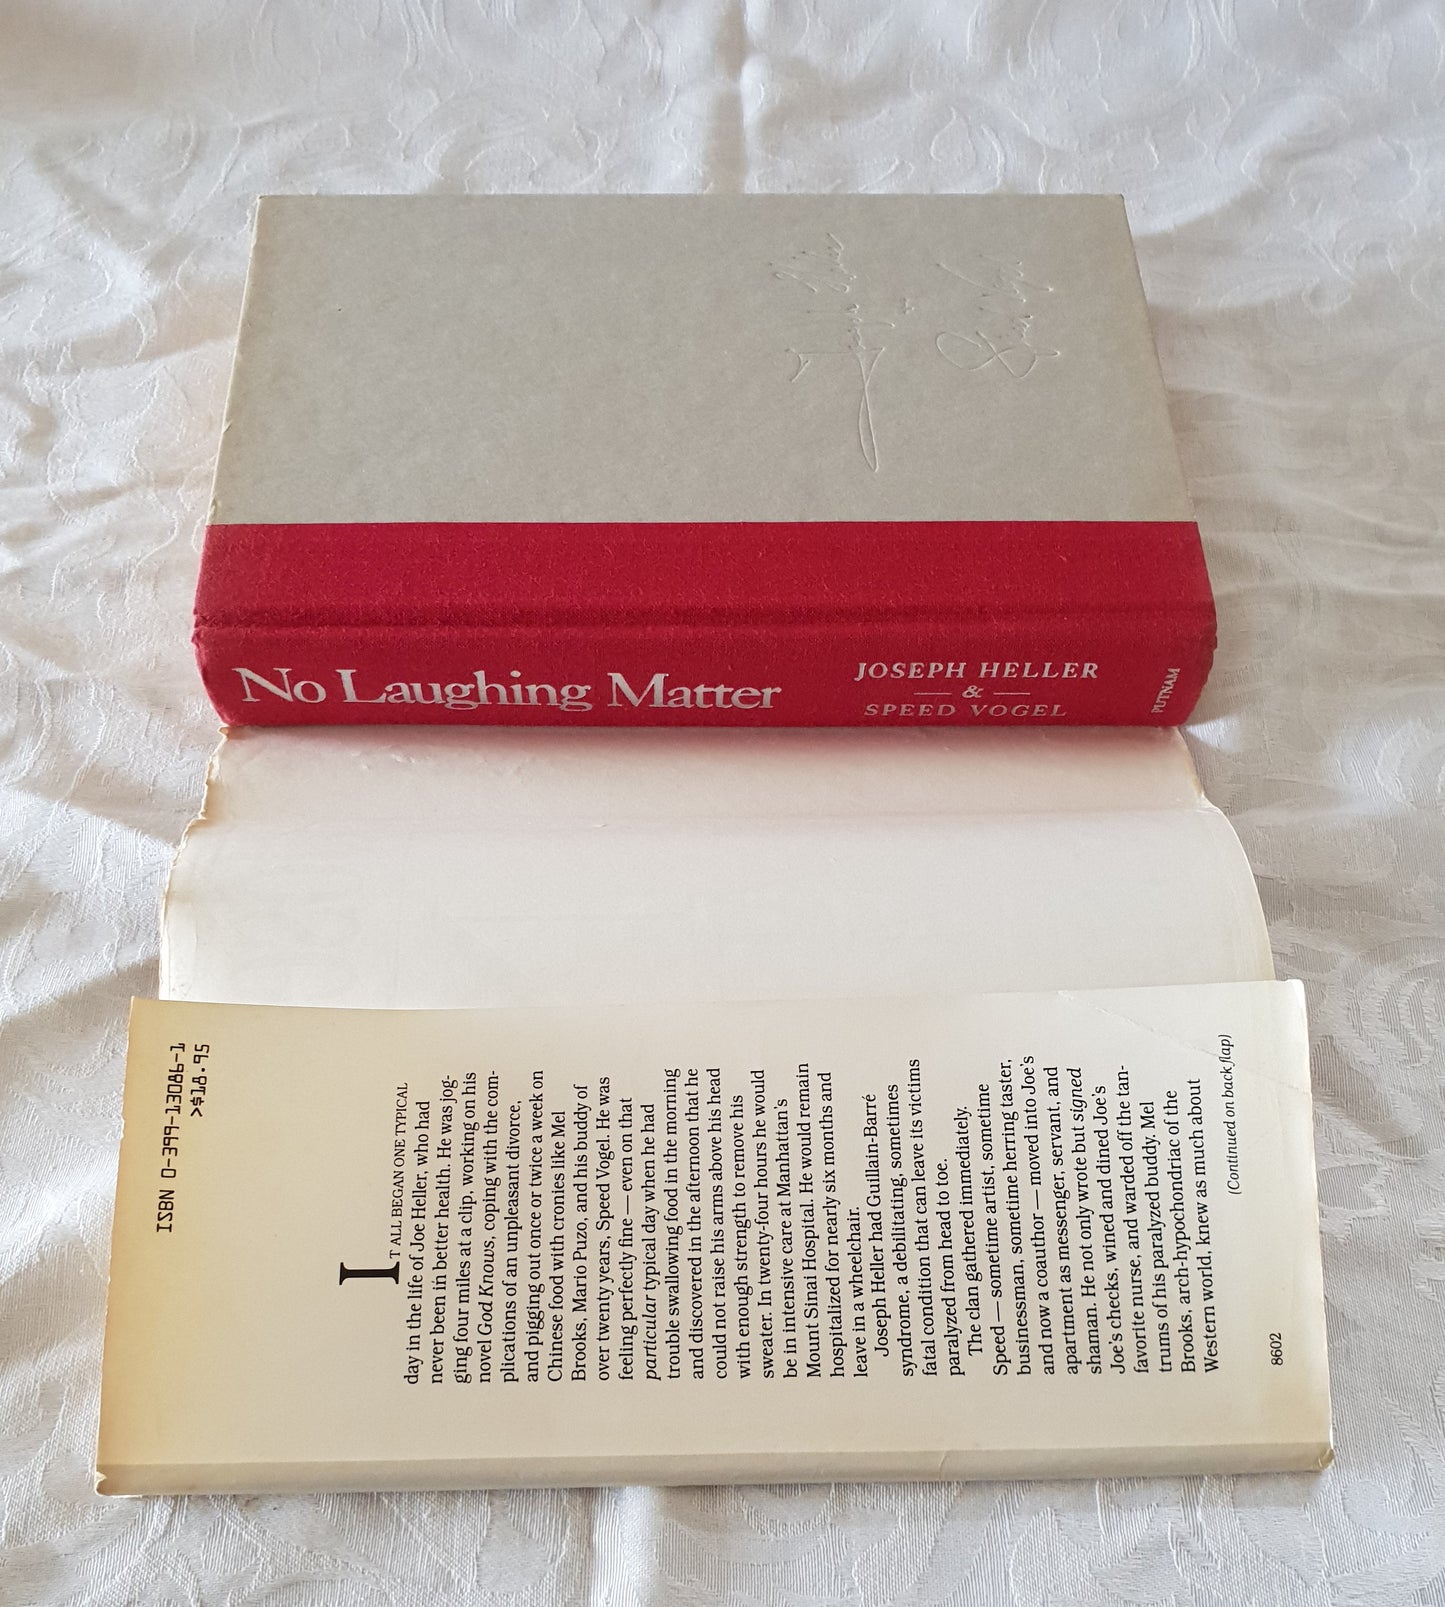 No Laughing Matter
JOSEPH HELLER
&
SPEED VOGEL
PUTNAM
ISBN 0-399-13086-1
>$18.95
IT ALL BEGAN ONE TYPICAL
day in the life of Joe Heller, who had
never been in better health. He was jog-
ging four miles at a clip, working on his
novel God Knows, coping with the com-
plications of an unpleasant divorce,
and pigging out once or twice a week on
Chinese food with cronies like Mel
Brooks, Mario Puzo, and his buddy of
over twenty years, Speed Vogel. He was
feeling perfectly fine — even on that
particular typical day when he had
trouble swallowing food in the morning
and discovered in the afternoon that he
could not raise his arms above his head
with enough strength to remove his
sweater. In twenty-four hours he would
be in intensive care at Manhattan's
Mount Sinai Hospital. He would remain
hospitalized for nearly six months and
leave in a wheelchair.
Joseph Heller had Guillain-Barré
syndrome, a debilitating, sometimes
fatal condition that can leave its victims
paralyzed from head to toe.
The clan gathered immediately.
Speed — sometime artist, sometime
businessman, sometime herring taster,
and now a coauthor — moved into Joe's
apartment as messenger, servant, and
shaman. He not only wrote but signed
Joe's checks, wined and dined Joe's
favorite nurse, and warded off the tan-
trums of his paralyzed buddy. Mel
Brooks, arch-hypochondriac of the
Western world, knew as much about
(Continued on back flap)
8602